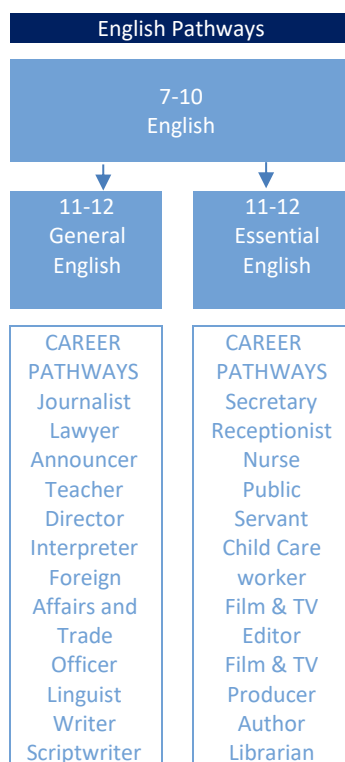 English Pathways
7-10
English
11-12
General
English
11-12
Essential
English
CAREER
PATHWAYS
Journalist
Lawyer
Announcer
Teacher
Director
Interpreter
Foreign
Affairs and
Trade
Officer
Linguist
Writer
Scriptwriter
CAREER
PATHWAYS
Secretary
Receptionist
Nurse
Public
Servant
Child Care
worker
Film & TV
Editor
Film & TV
Producer
Author
Librarian